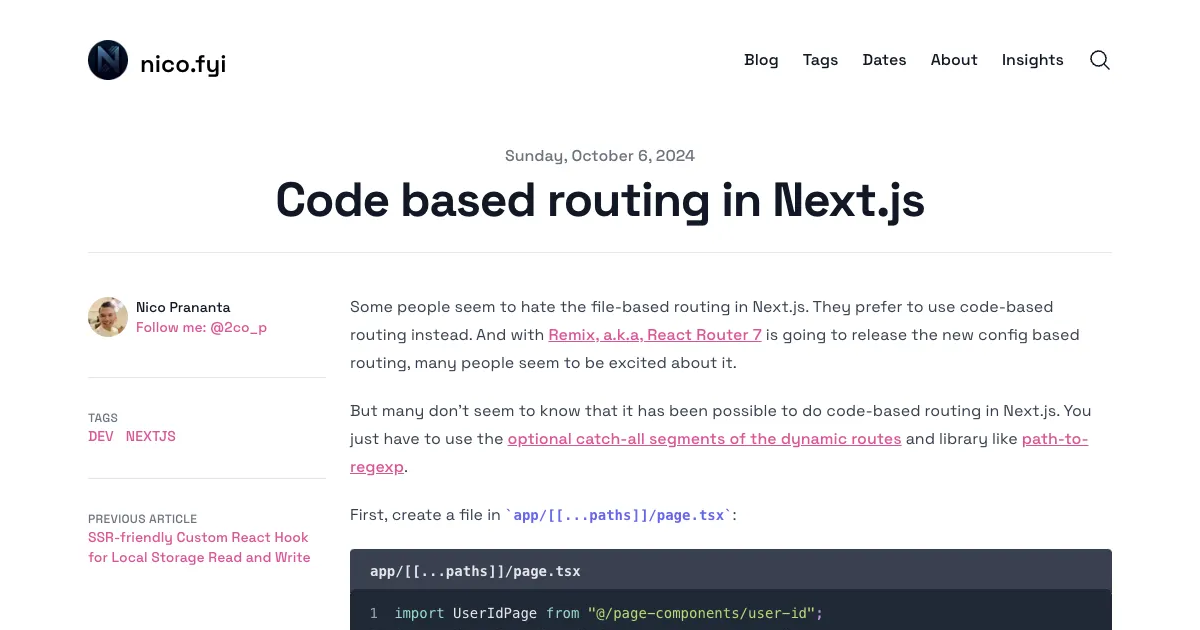 nico.fyi
Blog Tags Dates About Insights
Sunday, October 6, 2024
Code based routing in Next.js
Nico Prananta
Follow me: @2co_p
TAGS
DEV NEXTJS
PREVIOUS ARTICLE
SSR-friendly Custom React Hook
for Local Storage Read and Write
Some people seem to hate the file-based routing in Next.js. They prefer to use code-based
routing instead. And with Remix, a.k.a, React Router 7 is going to release the new config based
routing, many people seem to be excited about it.
But many don't seem to know that it has been possible to do code-based routing in Next.js. You
just have to use the optional catch-all segments of the dynamic routes and library like path-to-
regexp.
First, create a file in `app/[[...paths]]/page.tsx`:
app/[[...paths]]/page.tsx
1 import UserIdPage from "@/page-components/user-id";